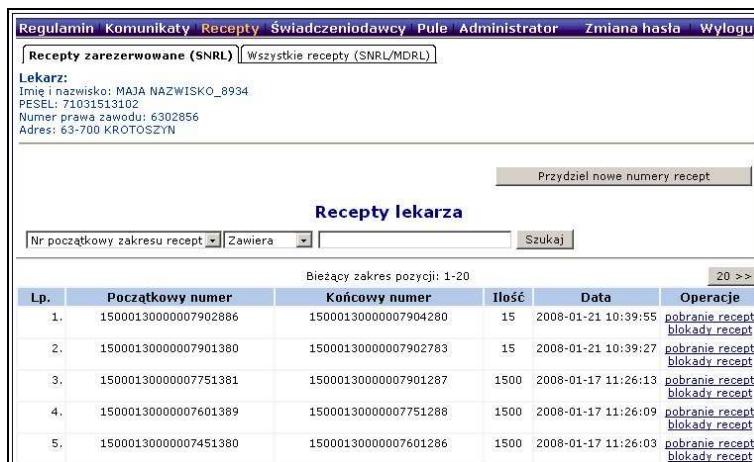 Regulamin Komunikaty Recepty Świadczeniodawcy Pule Administrator Zmiana hasła Wylogu
Recepty zarezerwowane (SNRL) Wszystkie recepty (SNRL/MDRL)
Lekarz:
Imię i nazwisko: MAJA NAZWISKO_8934
PESEL: 71031513102
Numer prawa zawodu: 6302856
Adres: 63-700 KROTOSZYN
Przydziel nowe numery recept
Recepty lekarza
Nr początkowy zakresu recept Zawiera Szukaj
Bieżący zakres pozycji: 1-20 20 >>
Lp. Początkowy numer Końcowy numer Ilość Data Operacje
1. 15000130000007902886 15000130000007904280 15 2008-01-21 10:39:55 pobranie recept
blokady recept
2. 15000130000007901380 15000130000007902783 15 2008-01-21 10:39:27 pobranie recept
blokady recept
3. 15000130000007751381 15000130000007901287 1500 2008-01-17 11:26:13 pobranie recept
blokady recept
4. 15000130000007601389 15000130000007751288 1500 2008-01-17 11:26:09 pobranie recept
blokady recept
5. 15000130000007451380 15000130000007601286 1500 2008-01-17 11:26:03 pobranie recept
blokady recept